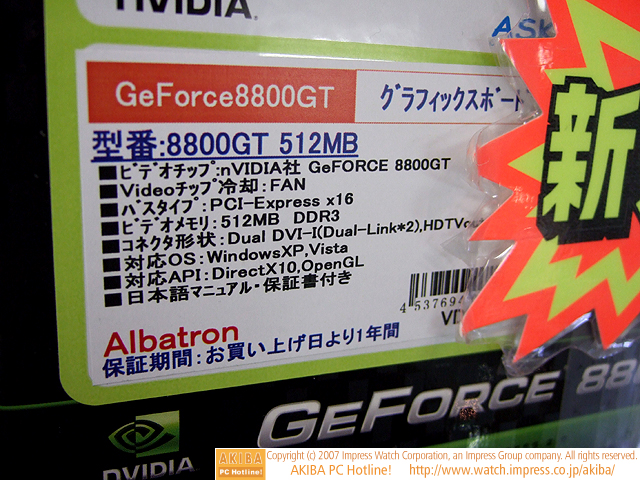 NVIDIA.
ASK
GeForce8800GT
グラフィックスボード
新
型番:8800GT 512MB
■ビデオチップ:nVIDIA社 GeFORCE 8800GT
■Videoチップ冷却:FAN
■バスタイプ:PCI-Express x16
■ビデオメモリ:512MB DDR3
■コネクタ形状:Dual DVI-I(Dual-Link*2),HDTVout
■対応OS:WindowsXP,Vista
■対応API:DirectX10,OpenGL
■日本語マニュアル・保証書付き
4 537694
Albatron
保証期間:お買い上げ日より1年間
GEFORCE 88
NVIDIA
AKIBA
PC Hotline!
Copyright (c) 2007 Impress Watch Corporation, an Impress Group company. All rights reserved.
AKIBA PC Hotline! http://www.watch.impress.co.jp/akiba/